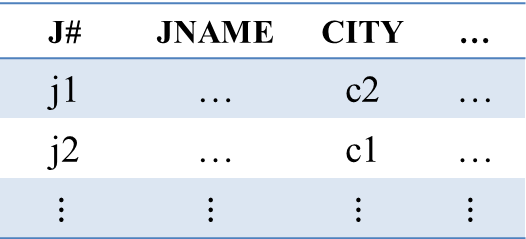 J# JNAME CITY …
j1 … c2 …
j2 … c1 …
⋮ ⋮ ⋮ ⋮